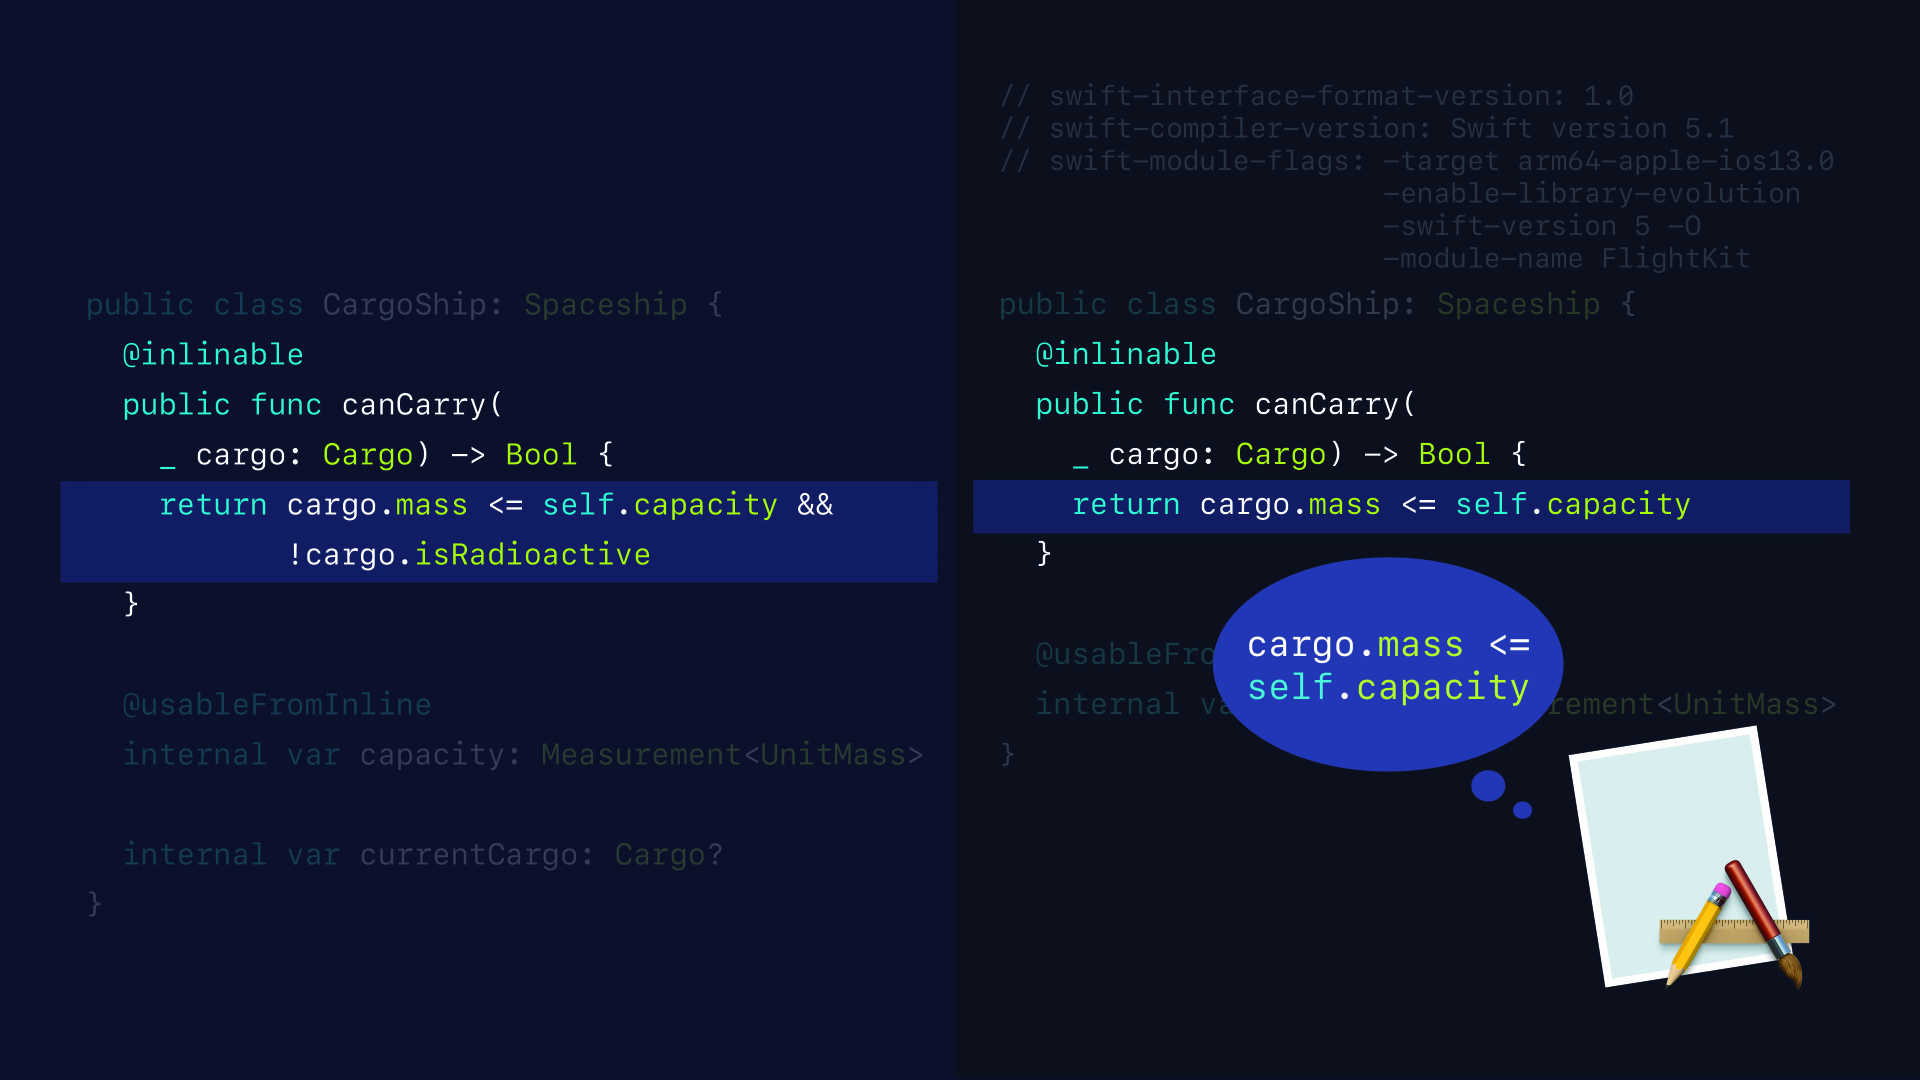 public class CargoShip: Spaceship {
@inlinable
public func canCarry(
_ cargo: Cargo) -> Bool {
return cargo.mass <= self.capacity &&
!cargo.isRadioactive
}
@usableFromInline
internal var capacity: Measurement<UnitMass>
internal var currentCargo: Cargo?
}
// swift-interface-format-version: 1.0
// swift-compiler-version: Swift version 5.1
// swift-module-flags: -target arm64-apple-ios13.0
-enable-library-evolution
-swift-version 5 -O
-module-name FlightKit
public class CargoShip: Spaceship {
@inlinable
public func canCarry(
_ cargo: Cargo) -> Bool {
return cargo.mass <= self.capacity
}
@usableFro
internal va rement<UnitMass>
}
cargo.mass <=
self.capacity